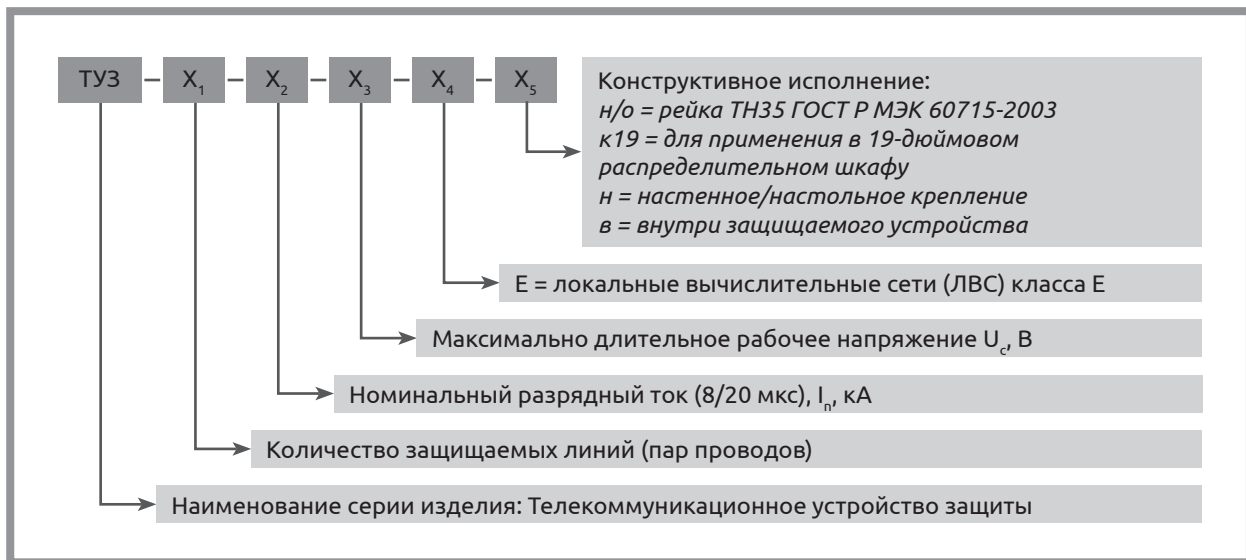 ТУЗ – X₁ – X₂ – X₃ – X₄ – X₅
Конструктивное исполнение:
н/о = рейка ТН35 ГОСТ Р МЭК 60715-2003
к19 = для применения в 19-дюймовом
распределительном шкафу
н = настенное/настольное крепление
в = внутри защищаемого устройства
Е = локальные вычислительные сети (ЛВС) класса Е
Максимально длительное рабочее напряжение U꜀, В
Номинальный разрядный ток (8/20 мкс), Iₙ, кА
Количество защищаемых линий (пар проводов)
Наименование серии изделия: Телекоммуникационное устройство защиты